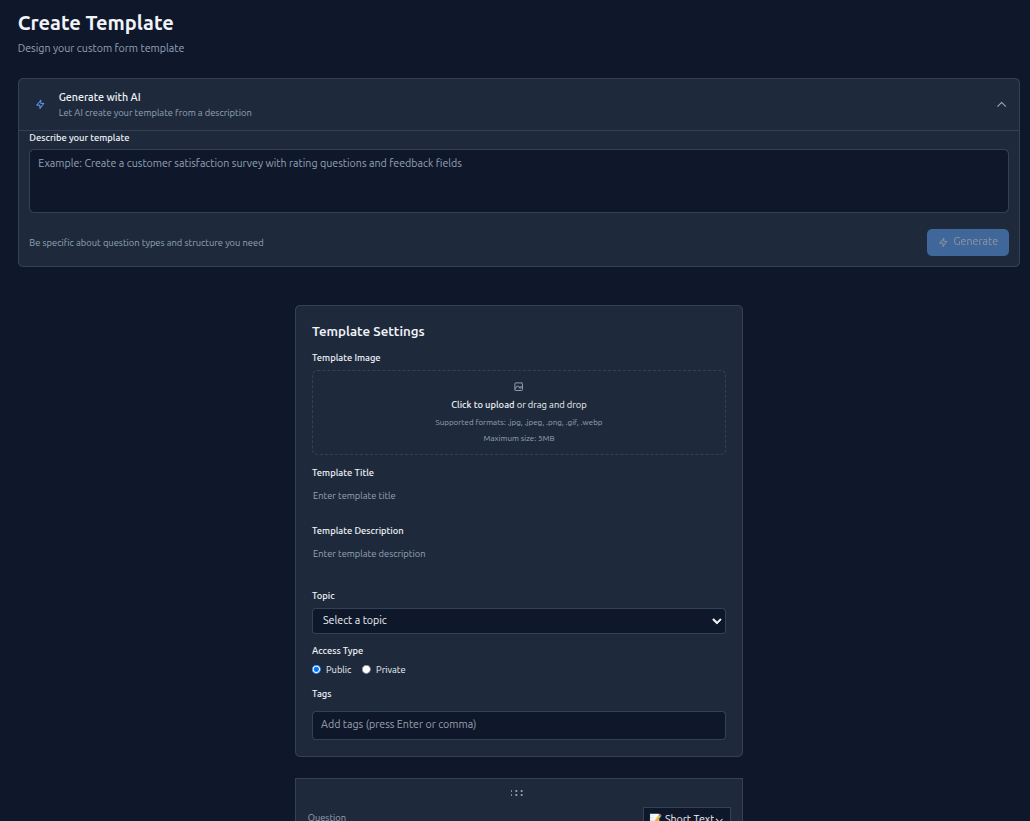 Create Template
Design your custom form template
Generate with AI
Let AI create your template from a description
Describe your template
Example: Create a customer satisfaction survey with rating questions and feedback fields
Be specific about question types and structure you need
Generate
Template Settings
Template Image
Click to upload or drag and drop
Supported formats: .jpg, .jpeg, .png, .gif, .webp
Maximum size: 5MB
Template Title
Enter template title
Template Description
Enter template description
Topic
Select a topic
Access Type
Public Private
Tags
Add tags (press Enter or comma)
Question Short Text